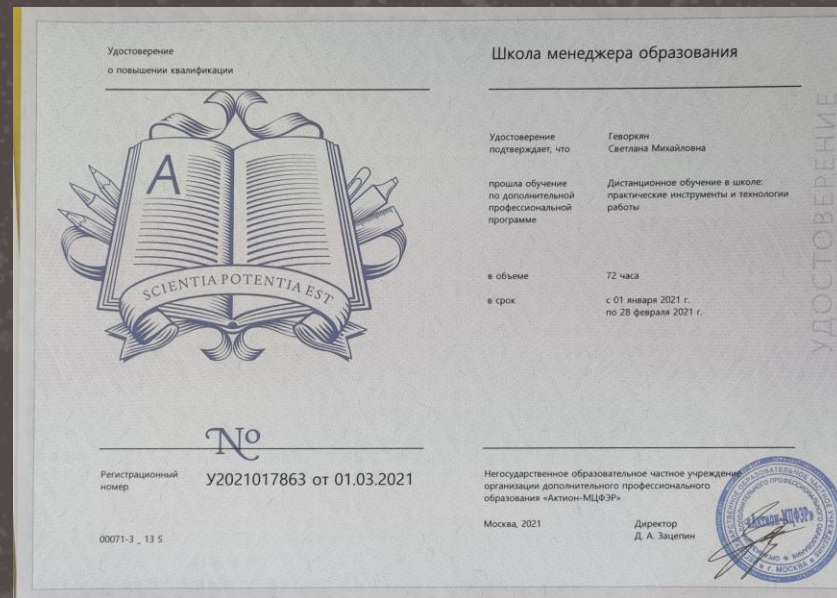 Удостоверение
о повышении квалификации
A
SCIENTIA POTENTIA EST
№
Регистрационный
номер
У2021017863 от 01.03.2021
00071-3 _ 13 S
Школа менеджера образования
Удостоверение
подтверждает, что
Геворкян
Светлана Михайловна
прошла обучение
по дополнительной
профессиональной
программе
Дистанционное обучение в школе:
практические инструменты и технологии
работы
в объеме
72 часа
в срок
с 01 января 2021 г.
по 28 февраля 2021 г.
Негосударственное образовательное частное учреждение
организации дополнительного профессионального
образования «Актион-МЦФЭР»
Москва, 2021
Директор
Д. А. Зацепин
«Актион-МЦФЭР»
УДОСТОВЕРЕНИЕ